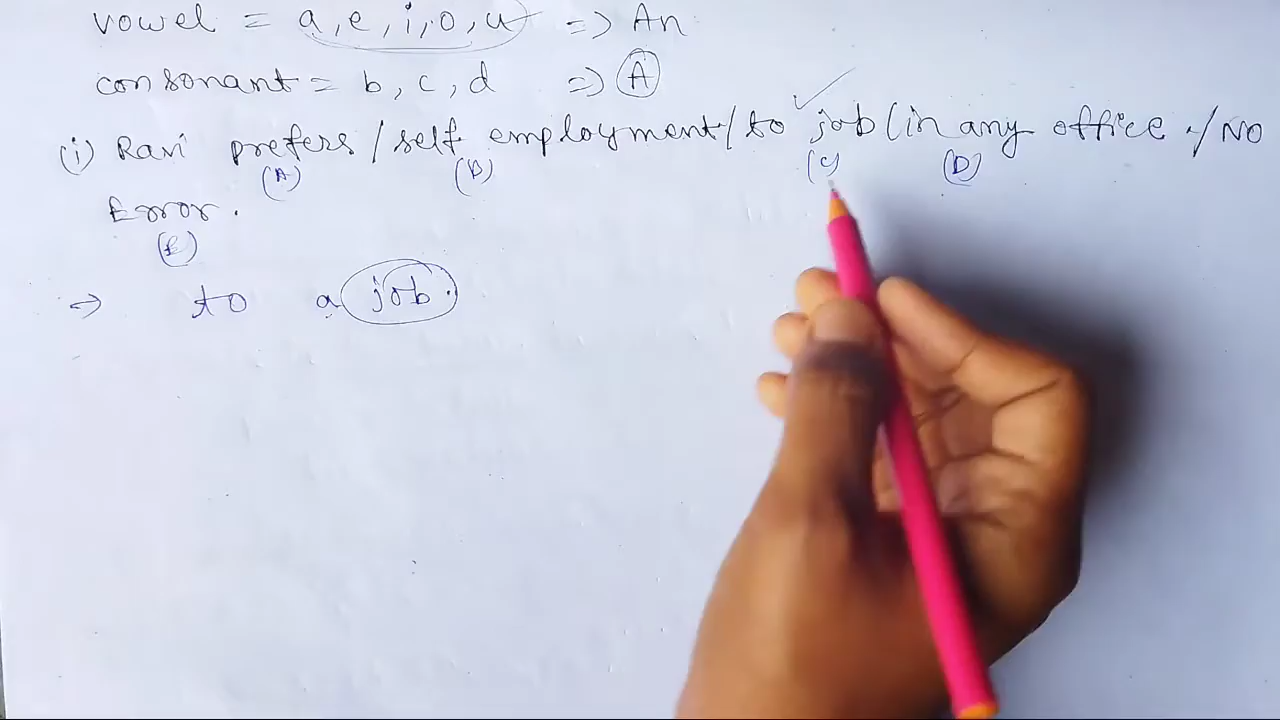 vowel = a, e, i, o, u => An
consonant = b, c, d => A
(i) Ravi prefers / self employment / to job (in any office . / NO
(A) (B) (C) (D)
Error.
(E)
→ to a job.